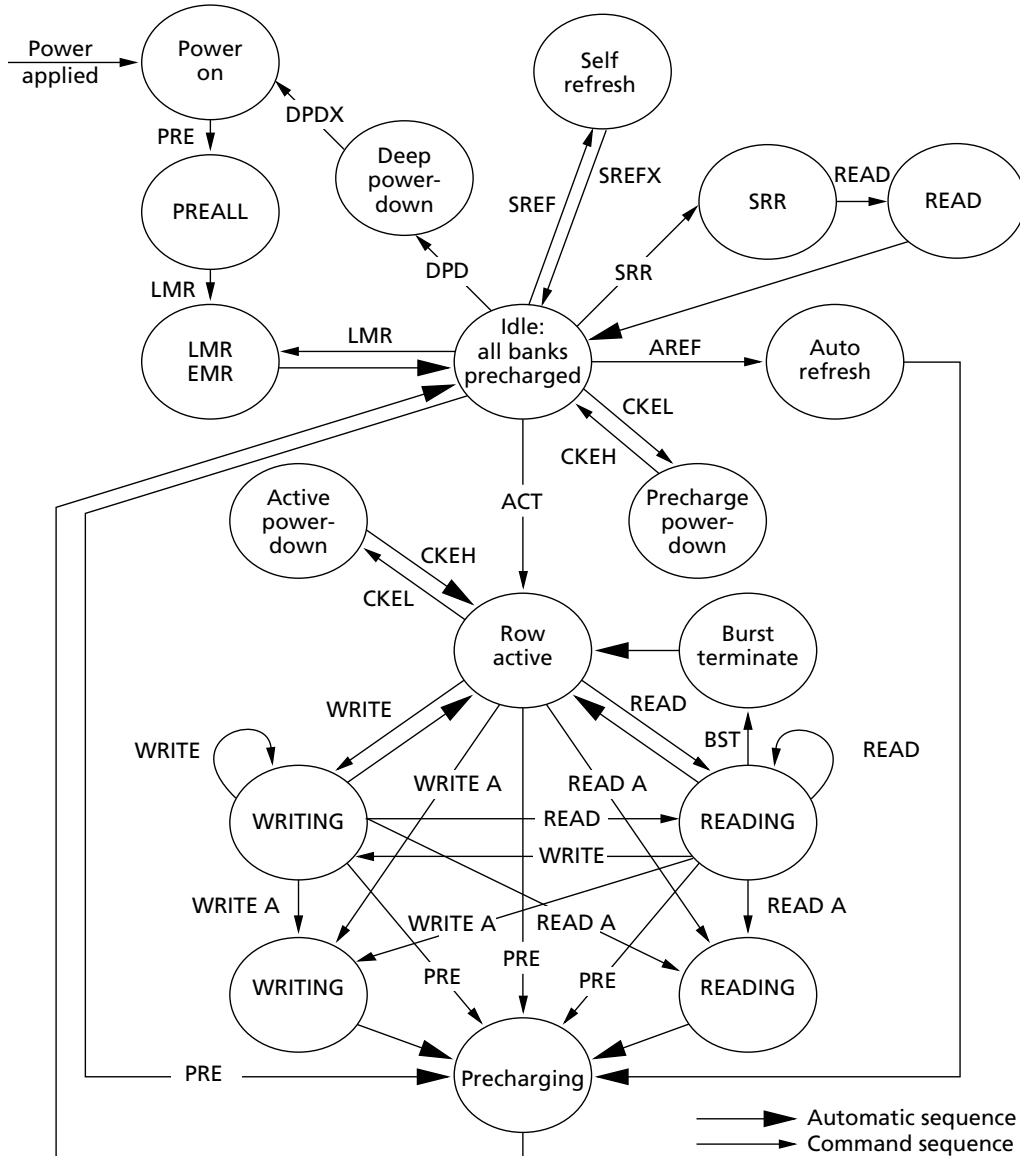 Power
applied
Power
on
Self
refresh
DPDX
PRE
Deep
power-
down
SREF
SREFX
READ
PREALL
SRR
READ
DPD
SRR
LMR
LMR
LMR
EMR
Idle:
all banks
precharged
AREF
Auto
refresh
CKEL
CKEH
Active
power-
down
ACT
Precharge
power-
down
CKEH
CKEL
Row
active
Burst
terminate
WRITE
READ
WRITE
BST
READ
WRITE A
READ A
WRITING
READ
READING
WRITE
WRITE A
WRITE A
READ A
READ A
PRE
PRE
PRE
WRITING
READING
PRE
Precharging
Automatic sequence
Command sequence